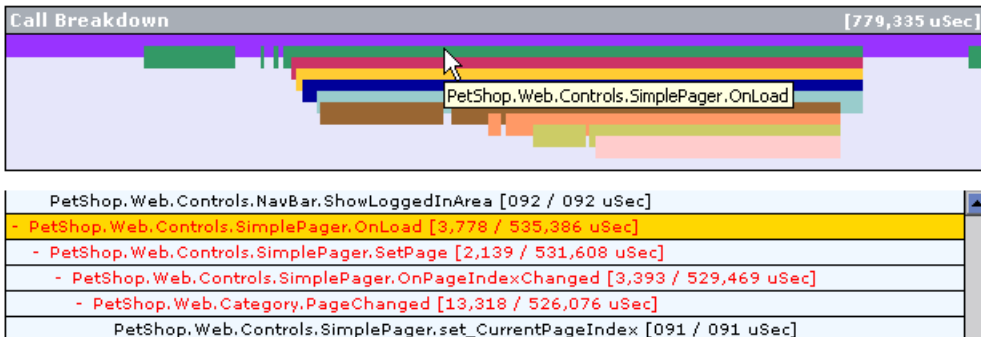 Call Breakdown [779,335 uSec]
PetShop.Web.Controls.SimplePager.OnLoad
PetShop.Web.Controls.NavBar.ShowLoggedInArea [092 / 092 uSec]
- PetShop.Web.Controls.SimplePager.OnLoad [3,778 / 535,386 uSec]
- PetShop.Web.Controls.SimplePager.SetPage [2,139 / 531,608 uSec]
- PetShop.Web.Controls.SimplePager.OnPageIndexChanged [3,393 / 529,469 uSec]
- PetShop.Web.Category.PageChanged [13,318 / 526,076 uSec]
PetShop.Web.Controls.SimplePager.set_CurrentPageIndex [091 / 091 uSec]